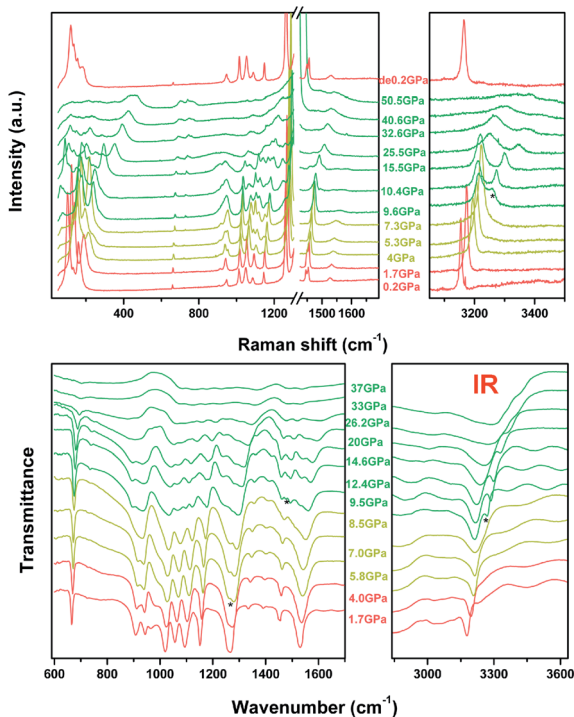 Intensity (a.u.)
de0.2GPa
50.5GPa
40.6GPa
32.6GPa
25.5GPa
15.5GPa
10.4GPa
*
9.6GPa
7.3GPa
5.3GPa
4GPa
1.7GPa
0.2GPa
400 800 1200 1500 1600 3200 3400
Raman shift (cm-1)
Transmittance
IR
37GPa
33GPa
26.2GPa
20GPa
14.6GPa
12.4GPa
9.5GPa
*
*
8.5GPa
7.0GPa
5.8GPa
4.0GPa
*
1.7GPa
600 800 1000 1200 1400 1600 3000 3300 3600
Wavenumber (cm-1)